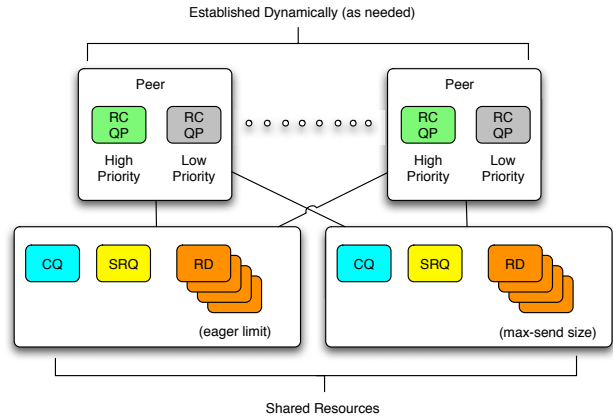 Established Dynamically (as needed)
Peer
RC
QP
RC
QP
High
Priority
Low
Priority
Peer
RC
QP
RC
QP
High
Priority
Low
Priority
CQ
SRQ
RD
(eager limit)
CQ
SRQ
RD
(max-send size)
Shared Resources